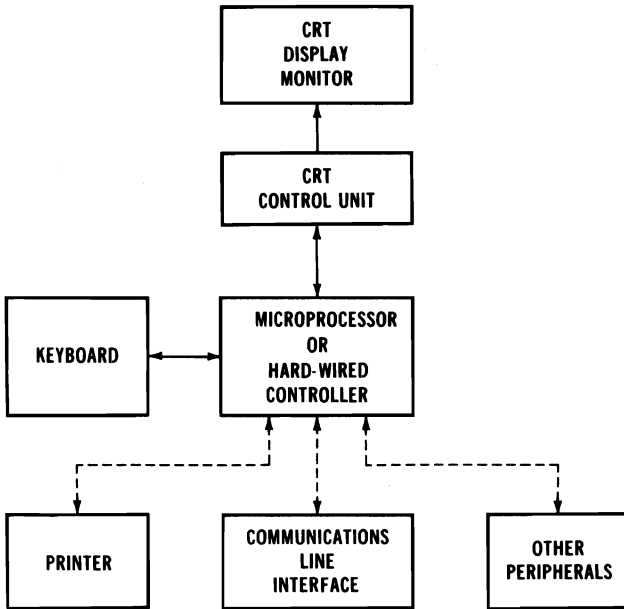 CRT
DISPLAY
MONITOR
CRT
CONTROL UNIT
KEYBOARD
MICROPROCESSOR
OR
HARD-WIRED
CONTROLLER
PRINTER
COMMUNICATIONS
LINE
INTERFACE
OTHER
PERIPHERALS